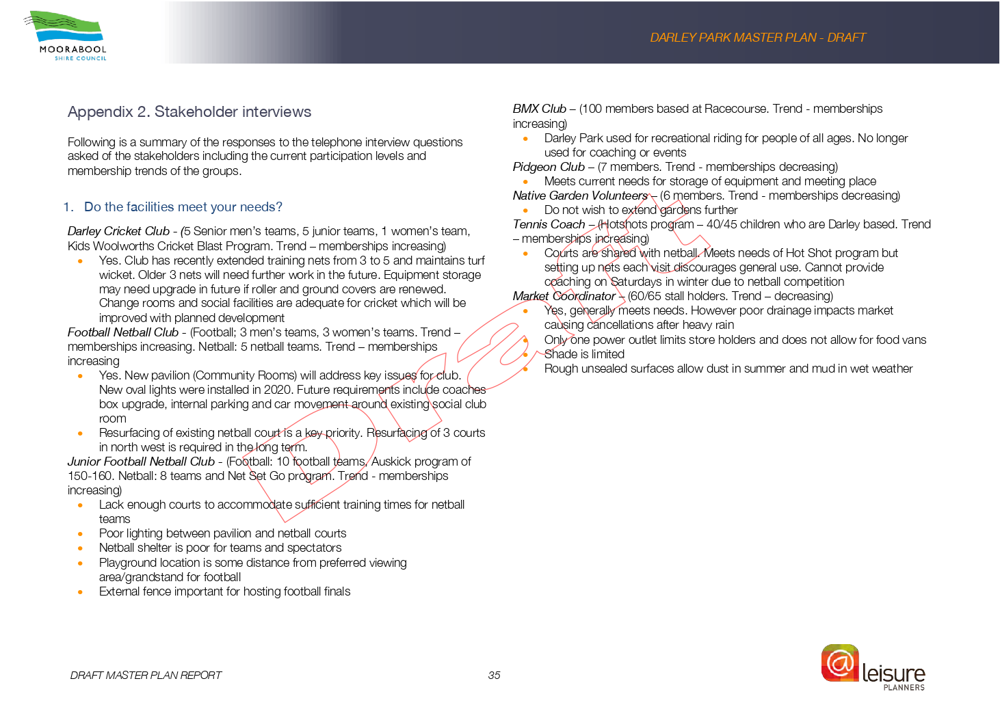 MOORABOOL
SHIRE COUNCIL
DARLEY PARK MASTER PLAN - DRAFT
Appendix 2. Stakeholder interviews
Following is a summary of the responses to the telephone interview questions
asked of the stakeholders including the current participation levels and
membership trends of the groups.
1. Do the facilities meet your needs?
Darley Cricket Club - (5 Senior men's teams, 5 junior teams, 1 women's team,
Kids Woolworths Cricket Blast Program. Trend – memberships increasing)
• Yes. Club has recently extended training nets from 3 to 5 and maintains turf
wicket. Older 3 nets will need further work in the future. Equipment storage
may need upgrade in future if roller and ground covers are renewed.
Change rooms and social facilities are adequate for cricket which will be
improved with planned development
Football Netball Club - (Football; 3 men's teams, 3 women's teams. Trend –
memberships increasing. Netball: 5 netball teams. Trend – memberships
increasing
• Yes. New pavilion (Community Rooms) will address key issues for club.
New oval lights were installed in 2020. Future requirements include coaches
box upgrade, internal parking and car movement around existing social club
room
• Resurfacing of existing netball court is a key priority. Resurfacing of 3 courts
in north west is required in the long term.
Junior Football Netball Club - (Football: 10 football teams, Auskick program of
150-160. Netball: 8 teams and Net Set Go program. Trend - memberships
increasing)
• Lack enough courts to accommodate sufficient training times for netball
teams
• Poor lighting between pavilion and netball courts
• Netball shelter is poor for teams and spectators
• Playground location is some distance from preferred viewing
area/grandstand for football
• External fence important for hosting football finals
BMX Club – (100 members based at Racecourse. Trend - memberships
increasing)
• Darley Park used for recreational riding for people of all ages. No longer
used for coaching or events
Pidgeon Club – (7 members. Trend - memberships decreasing)
• Meets current needs for storage of equipment and meeting place
Native Garden Volunteers – (6 members. Trend - memberships decreasing)
• Do not wish to extend gardens further
Tennis Coach – (Hotshots program – 40/45 children who are Darley based. Trend
– memberships increasing)
• Courts are shared with netball. Meets needs of Hot Shot program but
setting up nets each visit discourages general use. Cannot provide
coaching on Saturdays in winter due to netball competition
Market Coordinator – (60/65 stall holders. Trend – decreasing)
• Yes, generally meets needs. However poor drainage impacts market
causing cancellations after heavy rain
• Only one power outlet limits store holders and does not allow for food vans
• Shade is limited
• Rough unsealed surfaces allow dust in summer and mud in wet weather
Draft
DRAFT MASTER PLAN REPORT
35
@leisure
PLANNERS